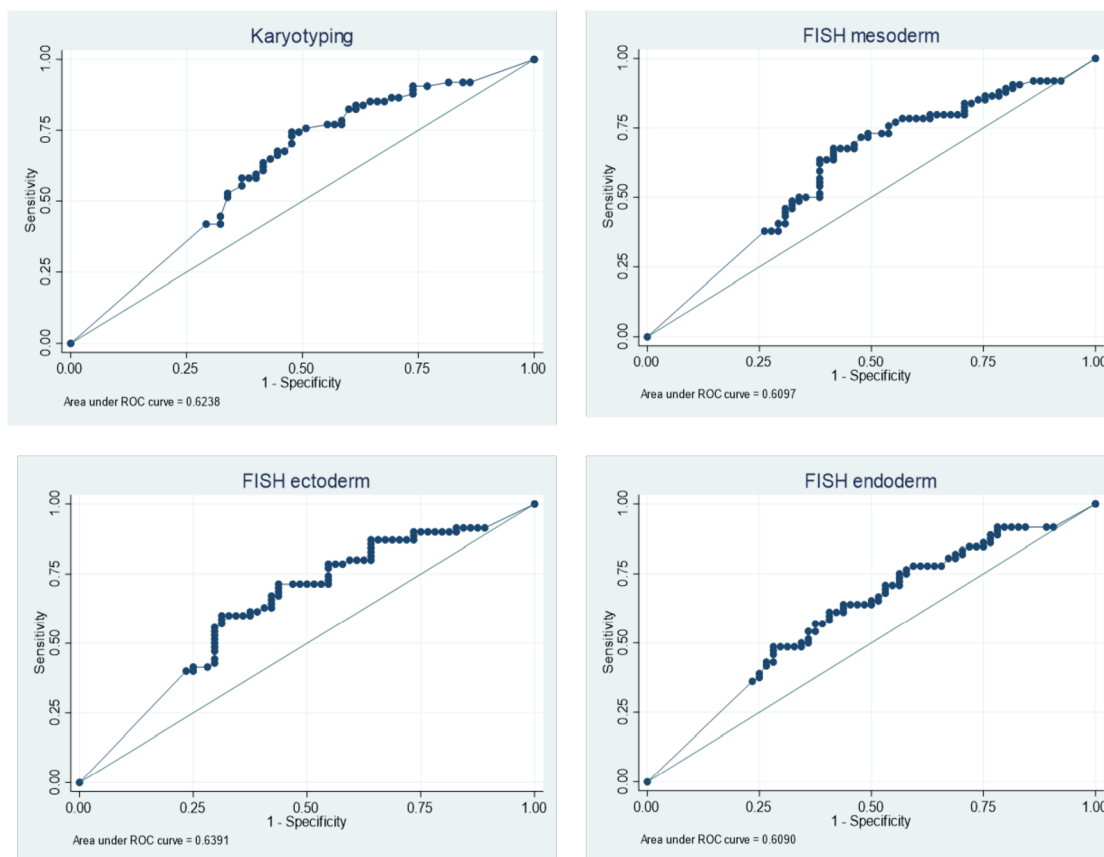 Karyotyping
Sensitivity
1.00
0.75
0.50
0.25
0.00
0.00 0.25 0.50 0.75 1.00
1 - Specificity
Area under ROC curve = 0.6238
FISH mesoderm
Sensitivity
1.00
0.75
0.50
0.25
0.00
0.00 0.25 0.50 0.75 1.00
1 - Specificity
Area under ROC curve = 0.6097
FISH ectoderm
Sensitivity
1.00
0.75
0.50
0.25
0.00
0.00 0.25 0.50 0.75 1.00
1 - Specificity
Area under ROC curve = 0.6391
FISH endoderm
Sensitivity
1.00
0.75
0.50
0.25
0.00
0.00 0.25 0.50 0.75 1.00
1 - Specificity
Area under ROC curve = 0.6090